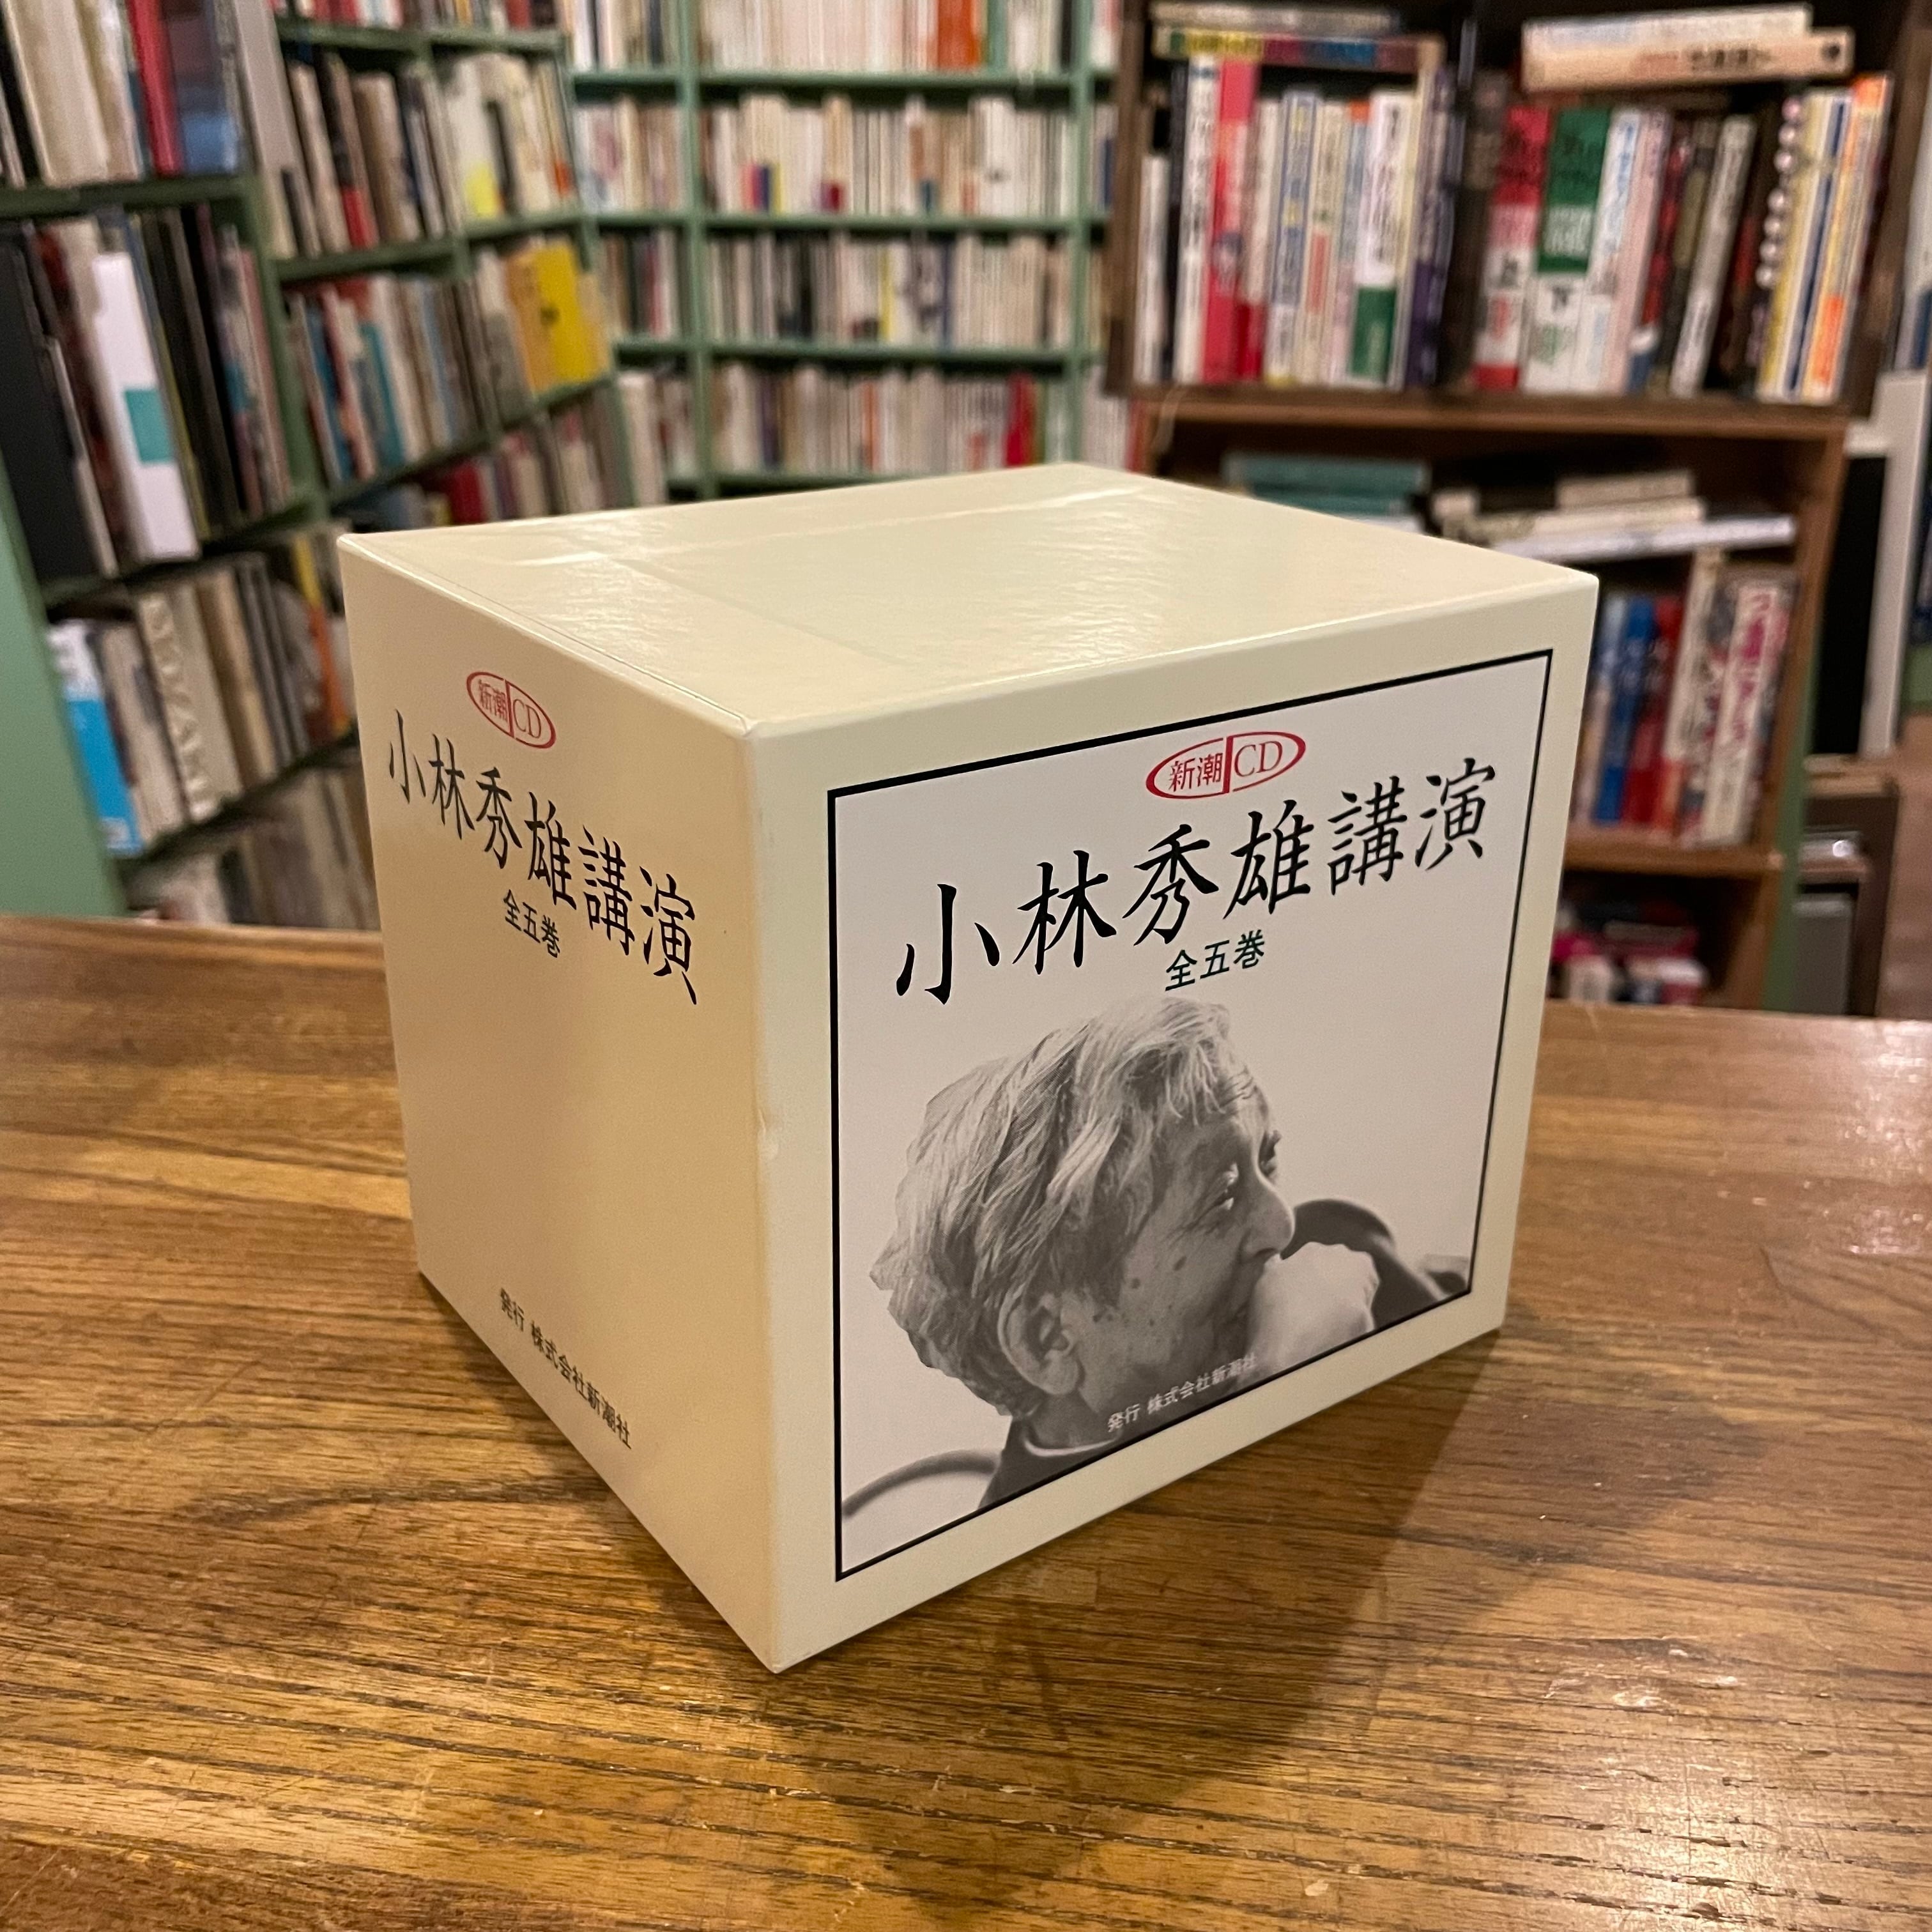 新潮CD
小林秀雄講演
全五巻
発行 株式会社新潮社
新潮CD
小林秀雄講演
全五巻
発行 株式会社新潮社